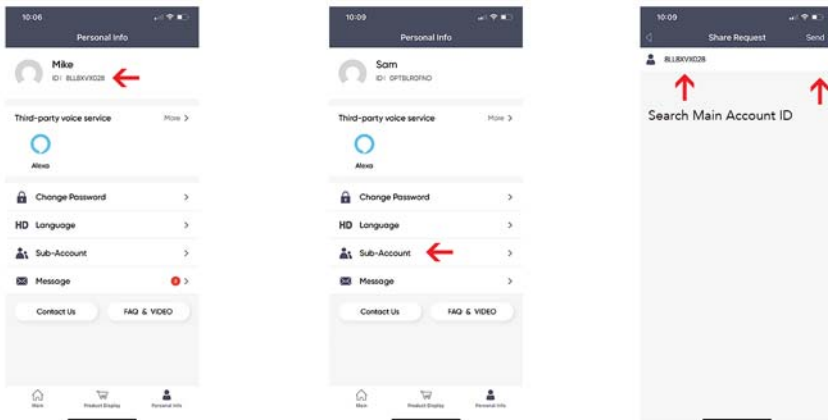 10:06
Personal Info
Mike
ID: 8LLBXVXD28
Third-party voice service
More >
Alexa
Change Password >
HD Language >
Sub-Account >
Message >
Contact Us
FAQ & VIDEO
Main
Product Display
Personal Info
10:09
Personal Info
Sam
Third-party voice service
More >
Alexa
Change Password >
HD Language >
Sub-Account >
Message >
Contact Us
FAQ & VIDEO
Main
Product Display
Personal Info
10:09
Share Request
Send
8LLBXVXD28
Search Main Account ID